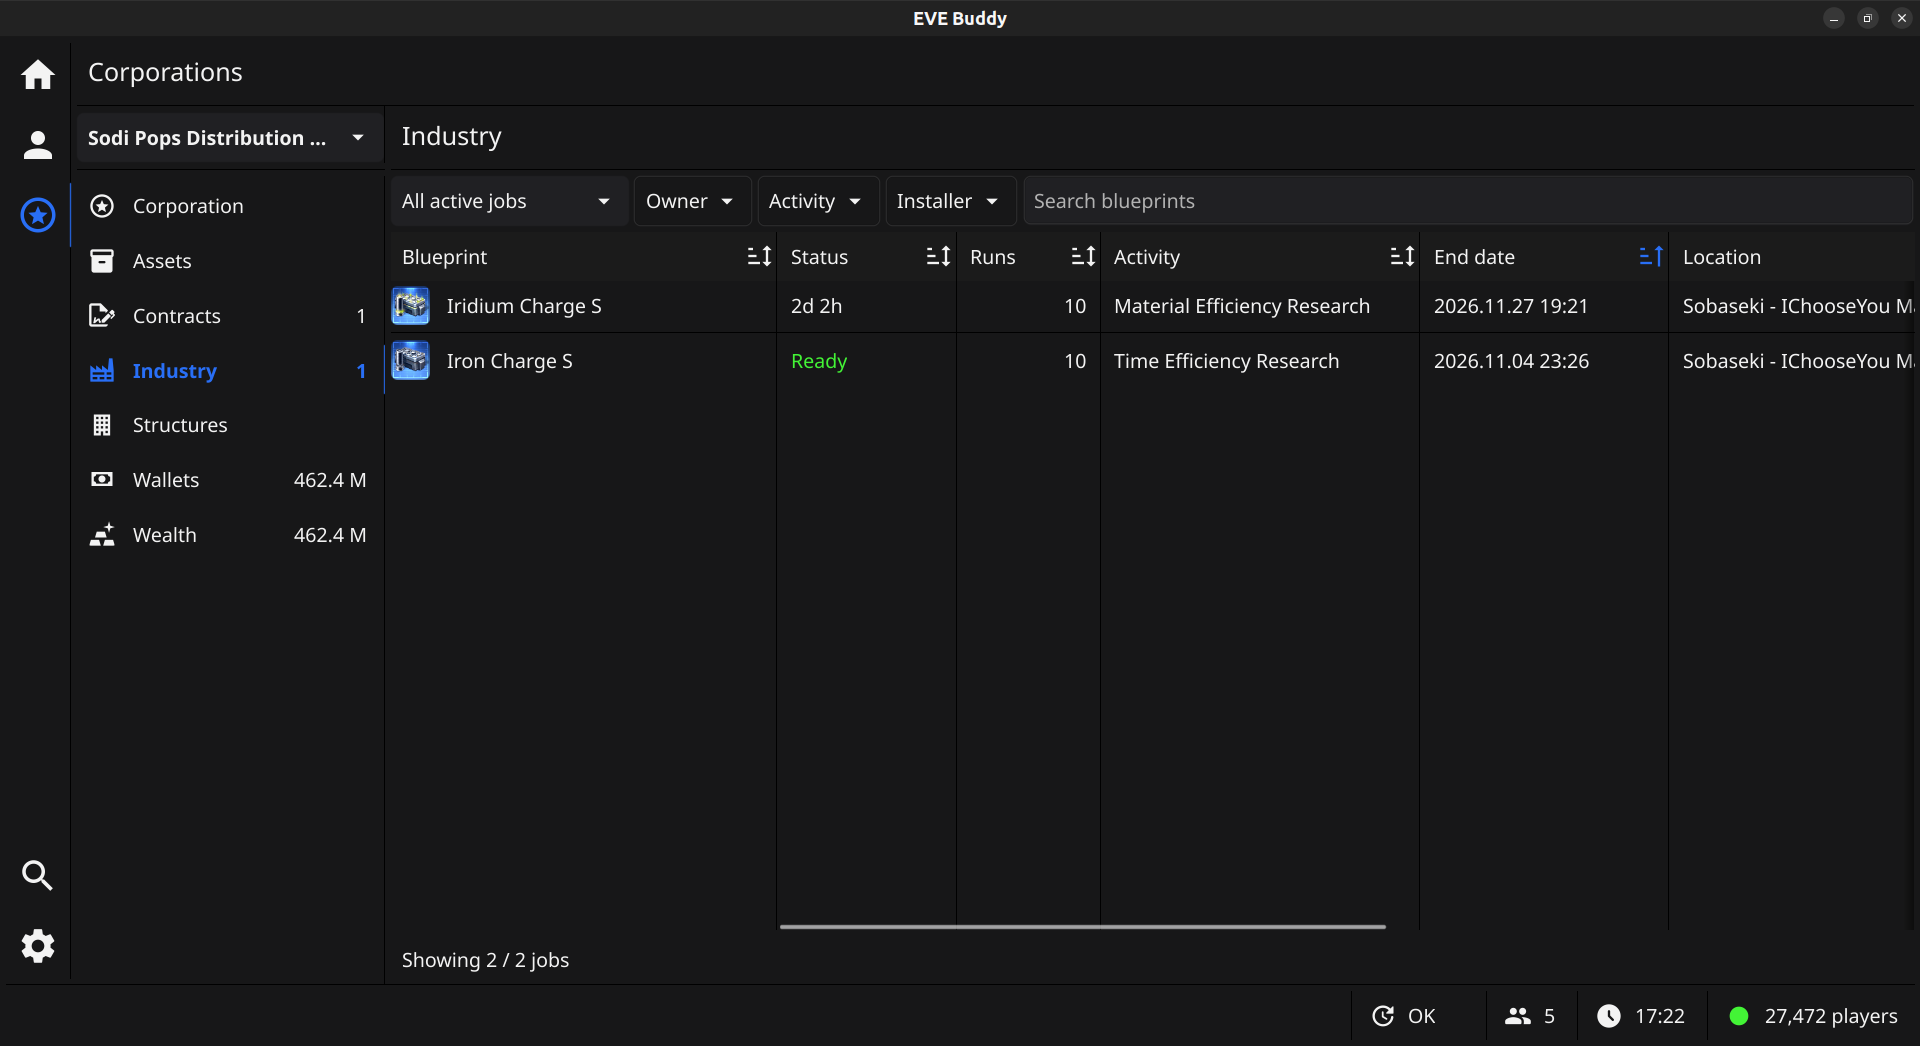 EVE Buddy
Corporations
Sodi Pops Distribution ...
Industry
Corporation
Assets
Contracts 1
Industry 1
Structures
Wallets 462.4 M
Wealth 462.4 M
All active jobs Owner Activity Installer Search blueprints
Blueprint Status Runs Activity End date Location
Iridium Charge S 2d 2h 10 Material Efficiency Research 2026.11.27 19:21 Sobaseki - IChooseYou M
Iron Charge S Ready 10 Time Efficiency Research 2026.11.04 23:26 Sobaseki - IChooseYou M
Showing 2 / 2 jobs
OK 5 17:22 27,472 players